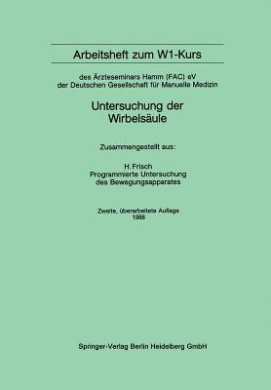 Arbeitsheft zum W1-Kurs
des Ärzteseminars Hamm (FAC) eV
der Deutschen Gesellschaft für Manuelle Medizin
Untersuchung der
Wirbelsäule
Zusammengestellt aus:
H. Frisch
Programmierte Untersuchung
des Bewegungsapparates
Zweite, überarbeitete Auflage
1988
Springer-Verlag Berlin Heidelberg GmbH